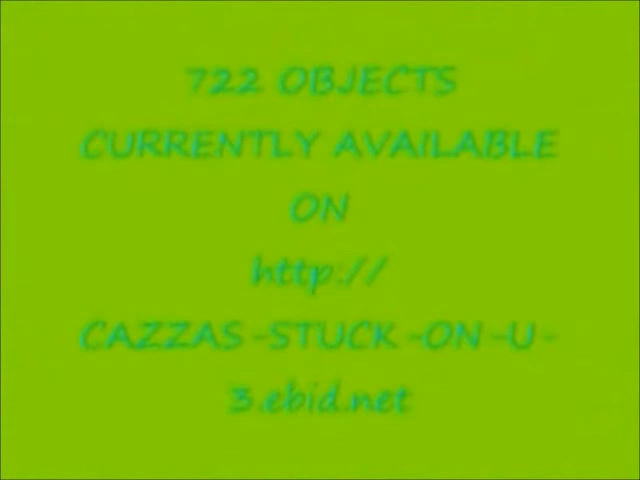 722 OBJECTS
CURRENTLY AVAILABLE
ON
http://
CAZZAS-STUCK-ON-U-
3.ebid.net